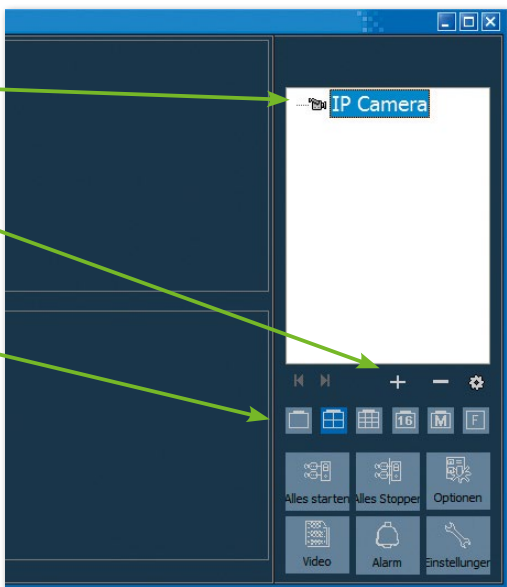 IP Camera
16 M F
Alles starten Alles Stoppen Optionen
Video Alarm Einstellungen